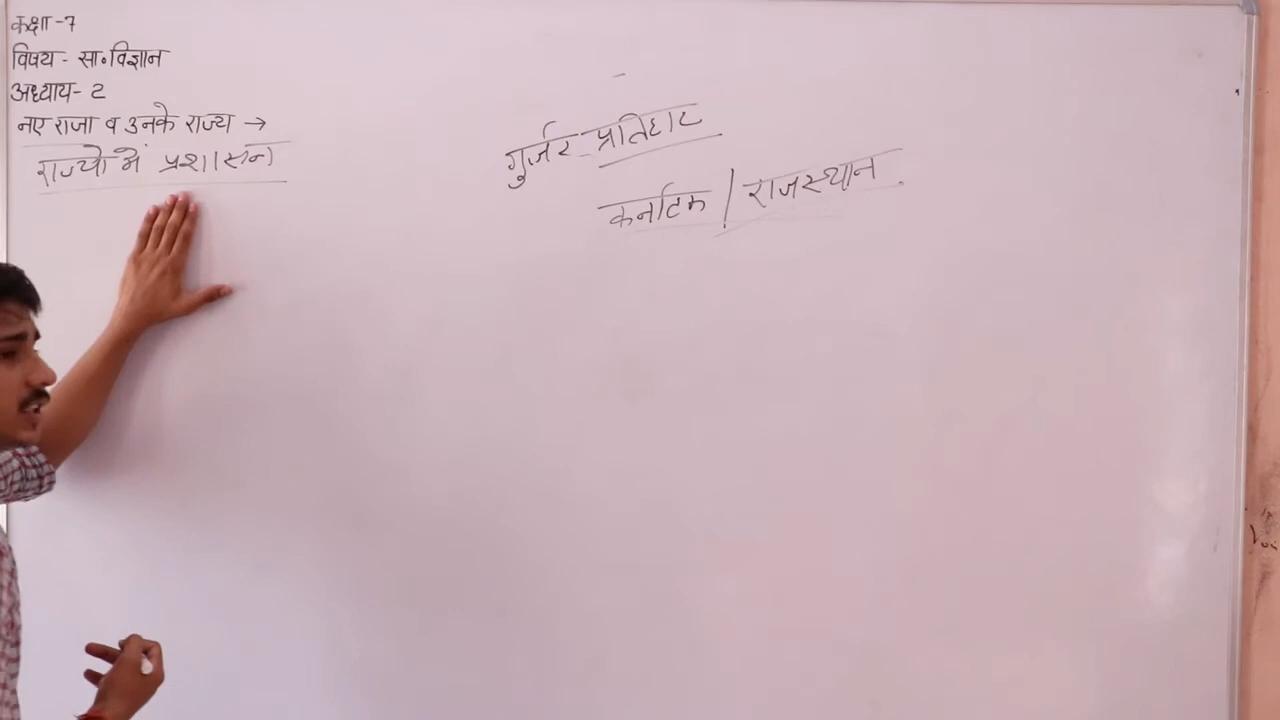 कक्षा -7
विषय - सा.विज्ञान
अध्याय- 2
नए राजा व उनके राज्य →
राज्यो में प्रशासन
गुर्जर - प्रतिहार
कर्नाटक / राजस्थान